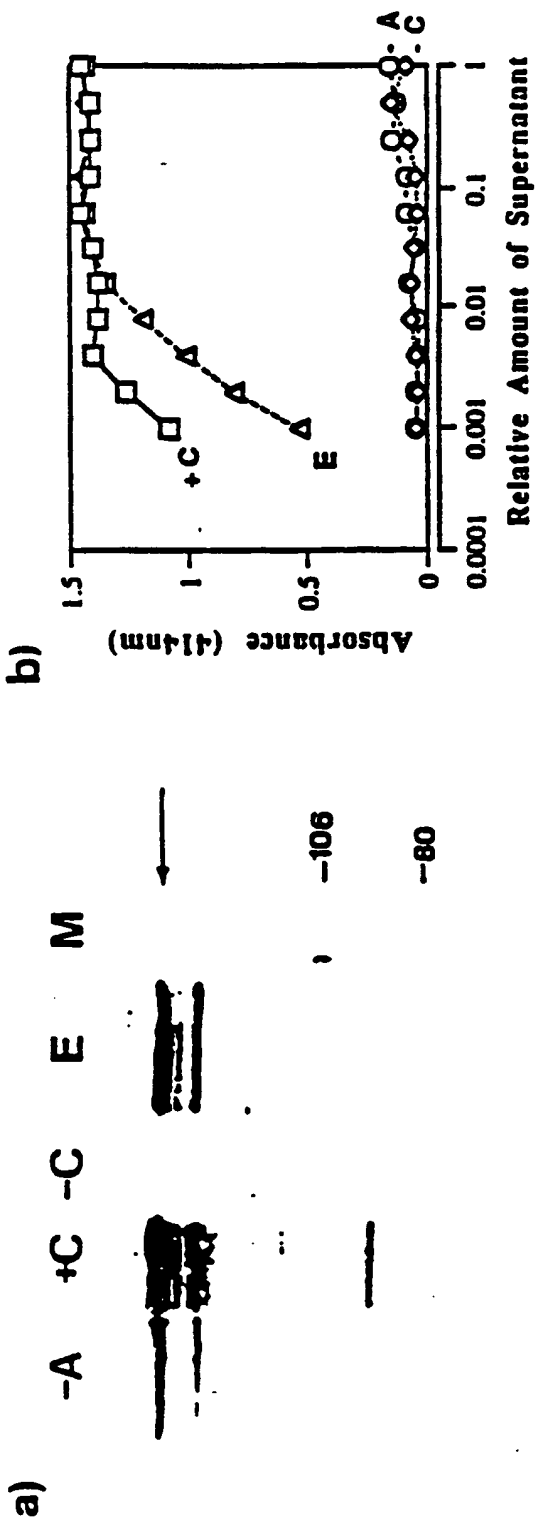 a)
−A +C −C E M
−106
−80
b)
Absorbance (414nm)
1.5
1
0.5
0
+C
E
- A
- C
0.0001 0.001 0.01 0.1 1
Relative Amount of Supernatant